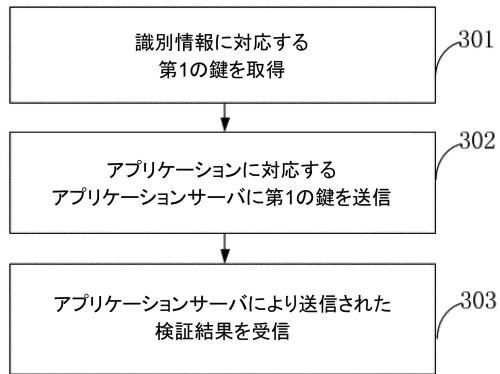 識別情報に対応する
第1の鍵を取得
301
アプリケーションに対応する
アプリケーションサーバに第1の鍵を送信
302
アプリケーションサーバにより送信された
検証結果を受信
303